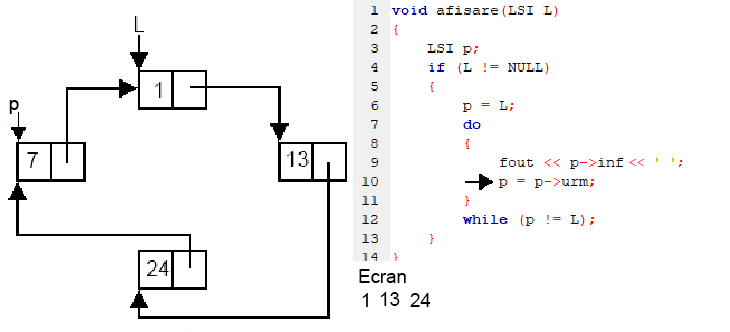 L
1
p
7
13
24
1 void afisare(LSI L)
2 {
3 LSI p;
4 if (L != NULL)
5 {
6 p = L;
7 do
8 {
9 fout << p->inf << ' ';
10 p = p->urm;
11 }
12 while (p != L);
13 }
14 }
Ecran
1 13 24